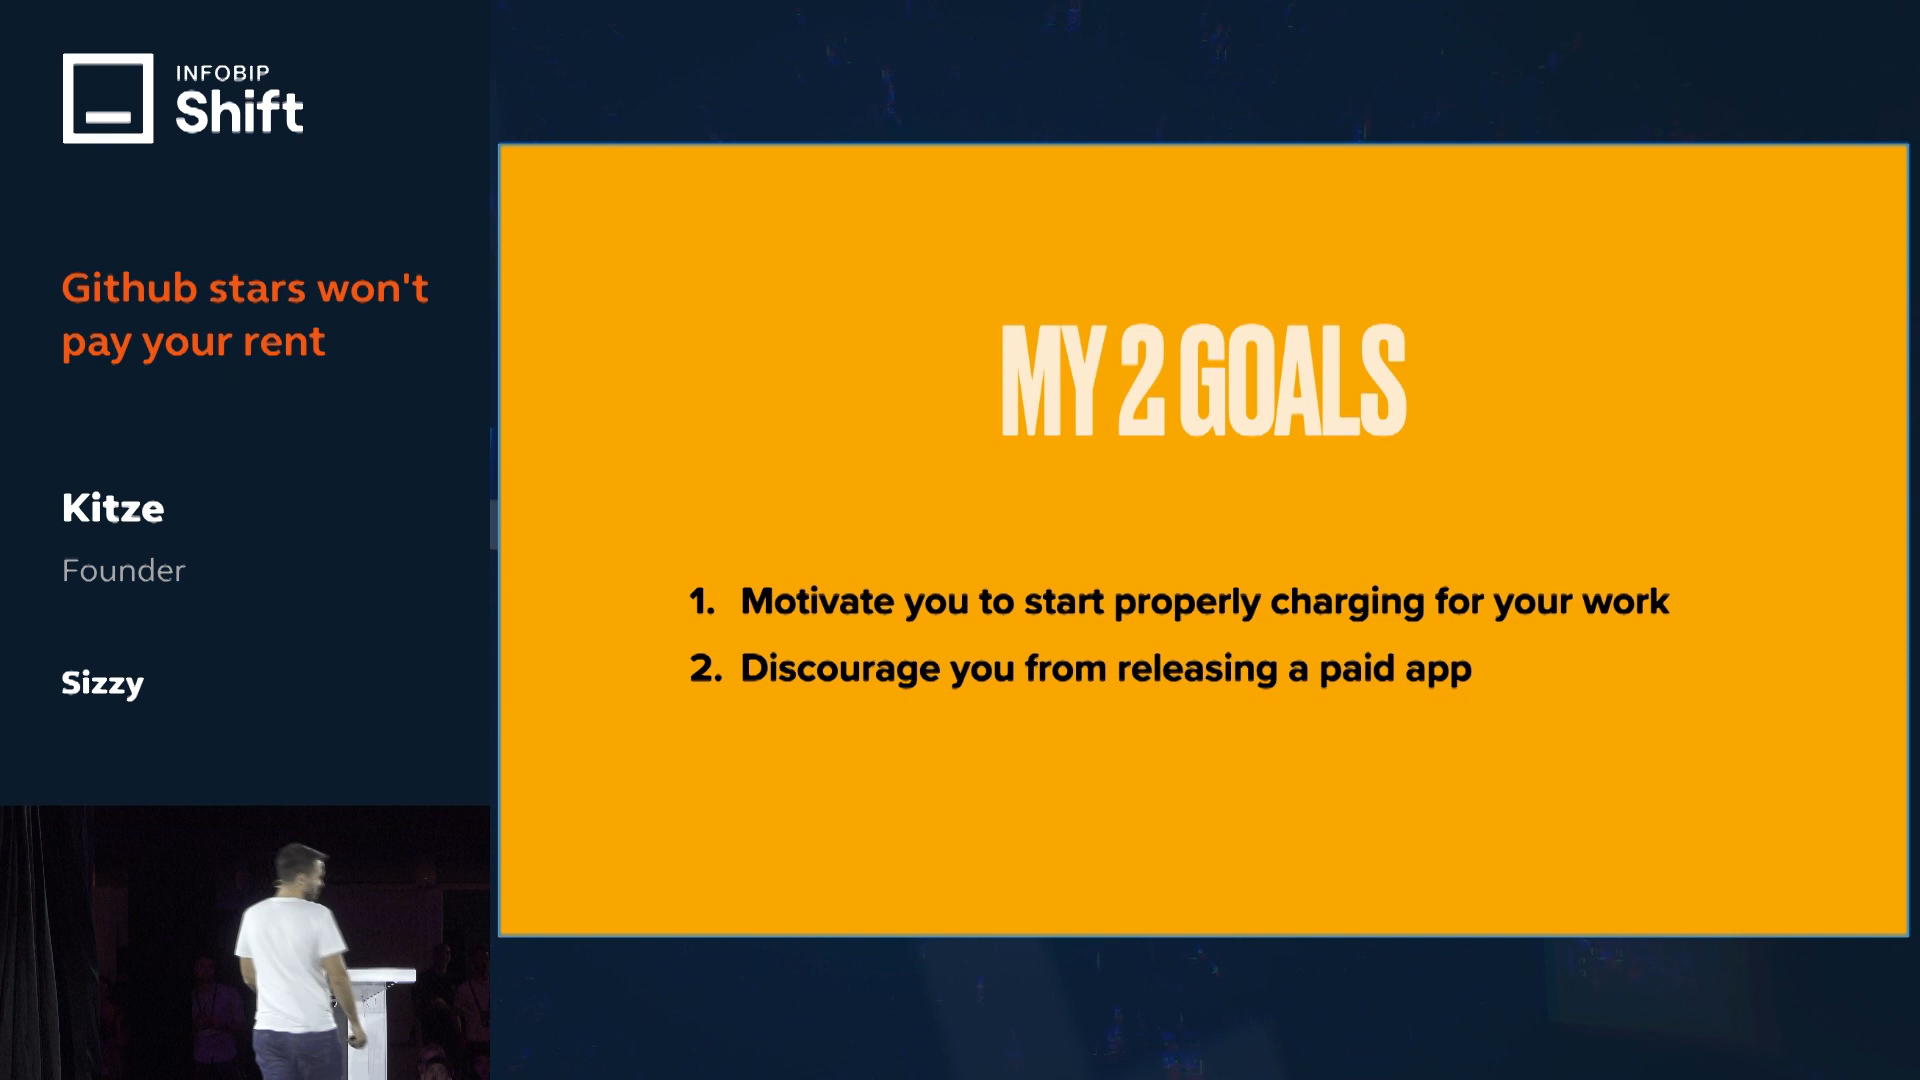 INFOBIP
Shift
Github stars won't
pay your rent
Kitze
Founder
Sizzy
MY 2 GOALS
1. Motivate you to start properly charging for your work
2. Discourage you from releasing a paid app